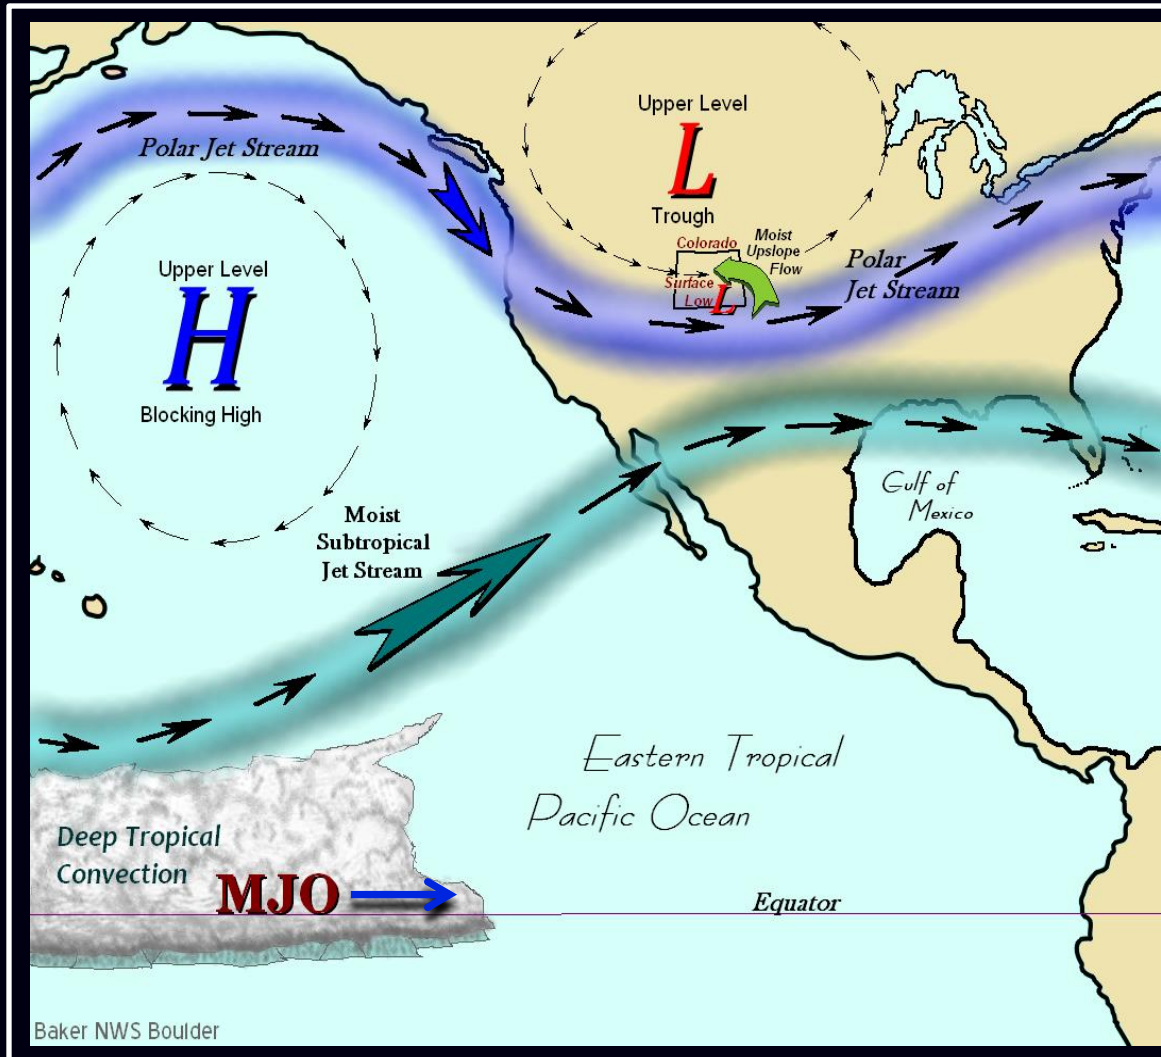 Polar Jet Stream
Upper Level
H
Blocking High
Upper Level
L
Trough
Colorado
Moist
Upslope
Flow
Surface
Low
L
Polar
Jet Stream
Moist
Subtropical
Jet Stream
Gulf of
Mexico
Eastern Tropical
Pacific Ocean
Deep Tropical
Convection
MJO
Equator
Baker NWS Boulder